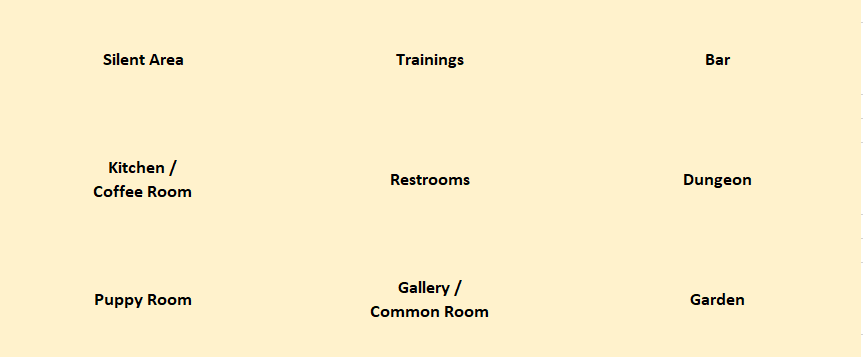 Silent Area
Trainings
Bar
Kitchen /
Coffee Room
Restrooms
Dungeon
Puppy Room
Gallery /
Common Room
Garden